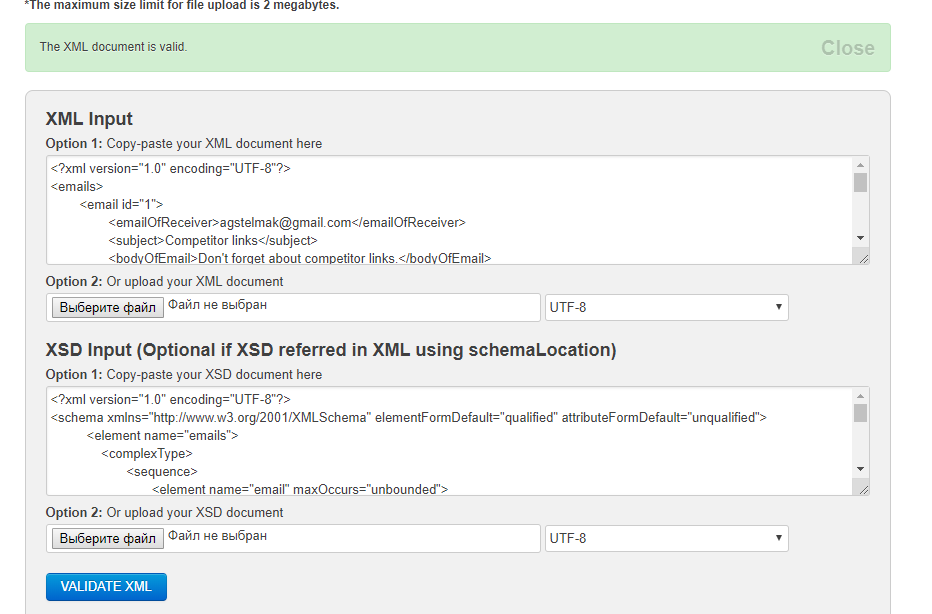 *The maximum size limit for file upload is 2 megabytes.
The XML document is valid.
Close
XML Input
Option 1: Copy-paste your XML document here
<?xml version="1.0" encoding="UTF-8"?>
<emails>
<email id="1">
<emailOfReceiver>agstelmak@gmail.com</emailOfReceiver>
<subject>Competitor links</subject>
<bodyOfEmail>Don't forget about competitor links.</bodyOfEmail>
Option 2: Or upload your XML document
Выберите файл Файл не выбран
UTF-8
XSD Input (Optional if XSD referred in XML using schemaLocation)
Option 1: Copy-paste your XSD document here
<?xml version="1.0" encoding="UTF-8"?>
<schema xmlns="http://www.w3.org/2001/XMLSchema" elementFormDefault="qualified" attributeFormDefault="unqualified">
<element name="emails">
<complexType>
<sequence>
<element name="email" maxOccurs="unbounded">
Option 2: Or upload your XSD document
Выберите файл Файл не выбран
UTF-8
VALIDATE XML